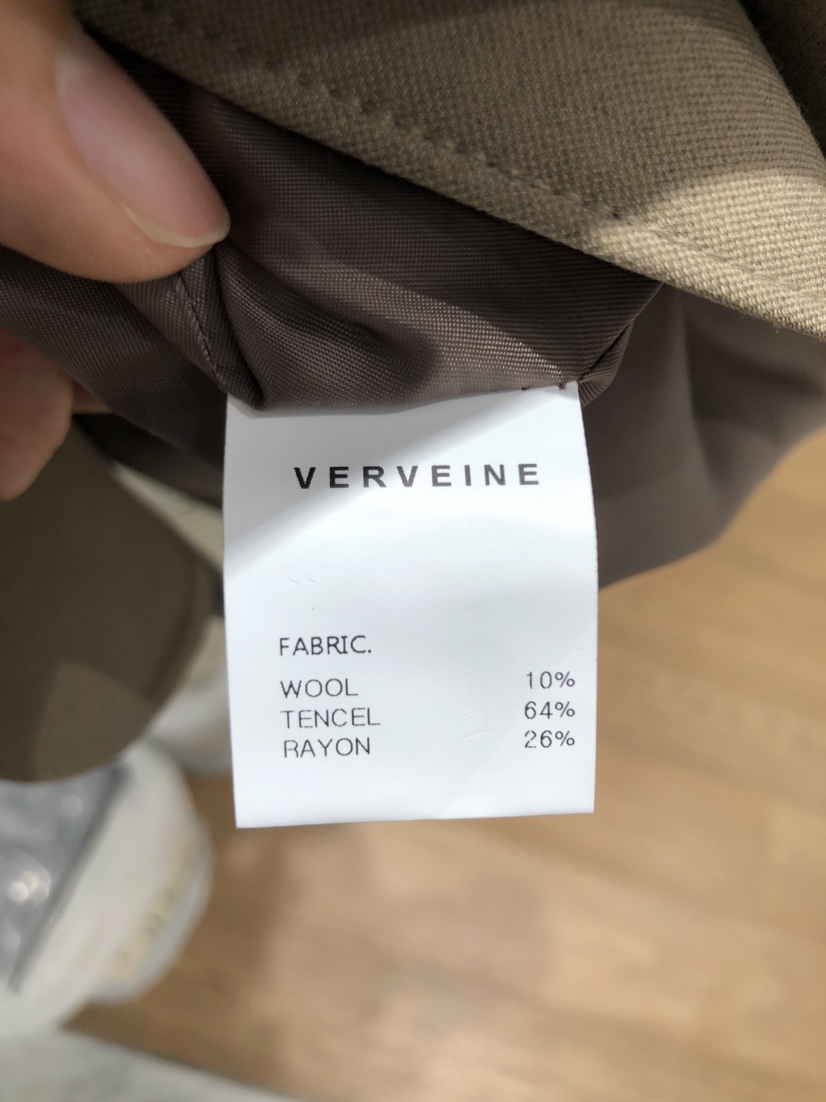 VERVEINE
FABRIC.
WOOL 10%
TENCEL 64%
RAYON 26%